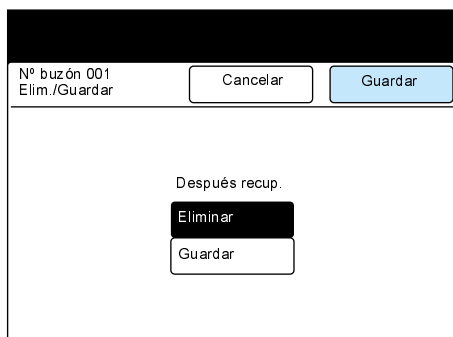 Nº buzón 001
Elim./Guardar
Cancelar
Guardar
Después recup.
Eliminar
Guardar